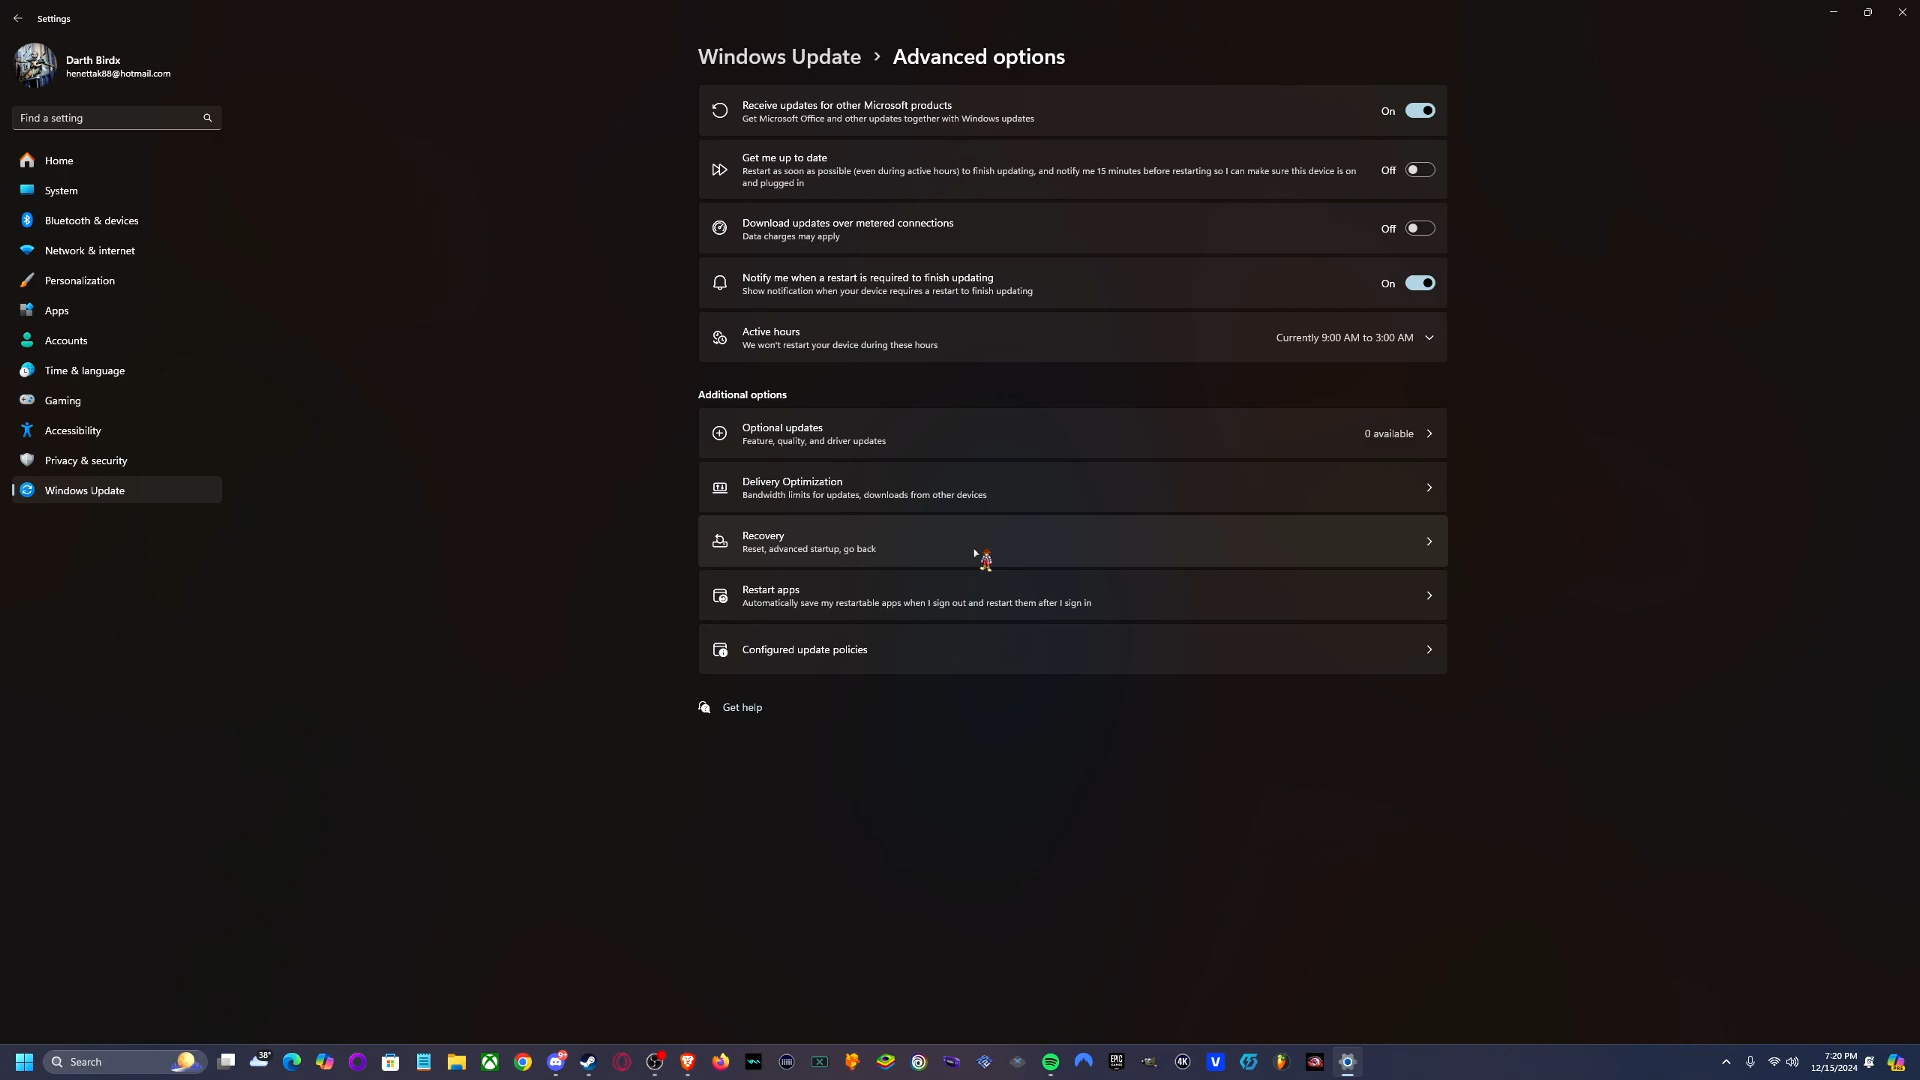 Settings
Darth Birdx
henettak88@hotmail.com
Find a setting
Home
System
Bluetooth & devices
Network & internet
Personalization
Apps
Accounts
Time & language
Gaming
Accessibility
Privacy & security
Windows Update
Windows Update > Advanced options
Receive updates for other Microsoft products
Get Microsoft Office and other updates together with Windows updates
On
Get me up to date
Restart as soon as possible (even during active hours) to finish updating, and notify me 15 minutes before restarting so I can make sure this device is on
and plugged in
Off
Download updates over metered connections
Data charges may apply
Off
Notify me when a restart is required to finish updating
Show notification when your device requires a restart to finish updating
On
Active hours
We won't restart your device during these hours
Currently 9:00 AM to 3:00 AM
Additional options
Optional updates
Feature, quality, and driver updates
0 available
Delivery Optimization
Bandwidth limits for updates, downloads from other devices
Recovery
Reset, advanced startup, go back
Restart apps
Automatically save my restartable apps when I sign out and restart them after I sign in
Configured update policies
Get help
Search
38°
9+
EPIC
GAMES
4K
V
7:20 PM
12/15/2024
PRE